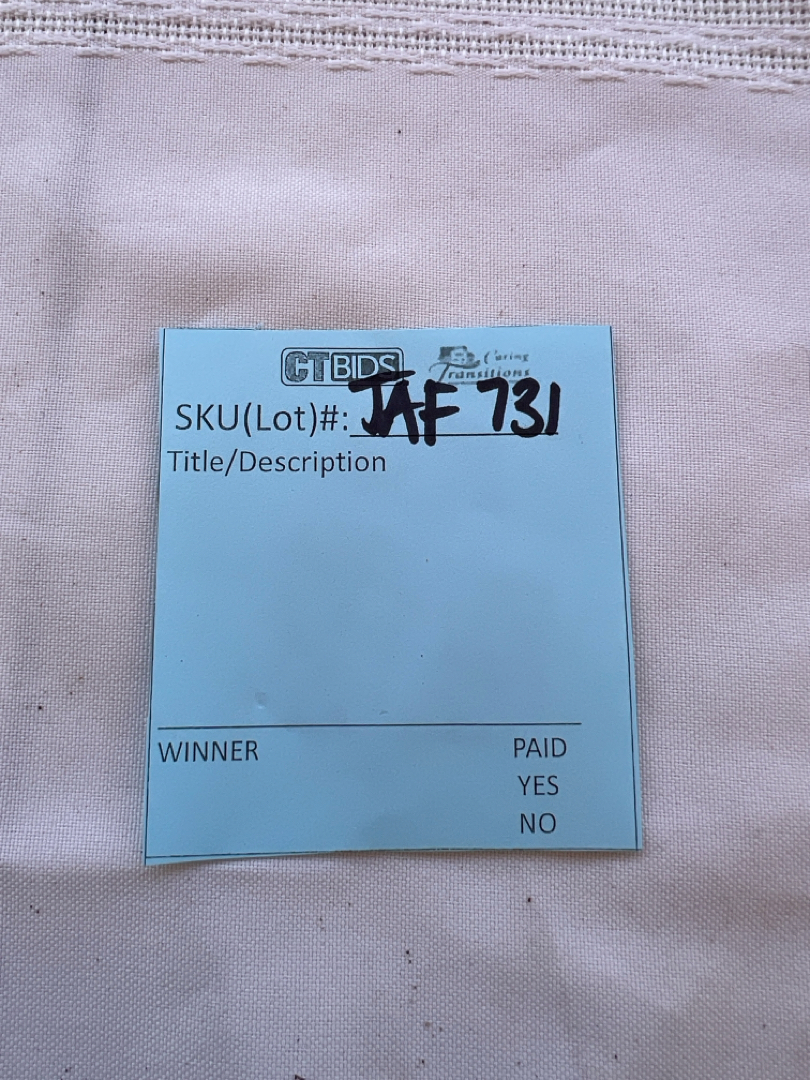 CTBIDS Caring Transitions
SKU(Lot)#: JAF 731
Title/Description
WINNER PAID
YES
NO